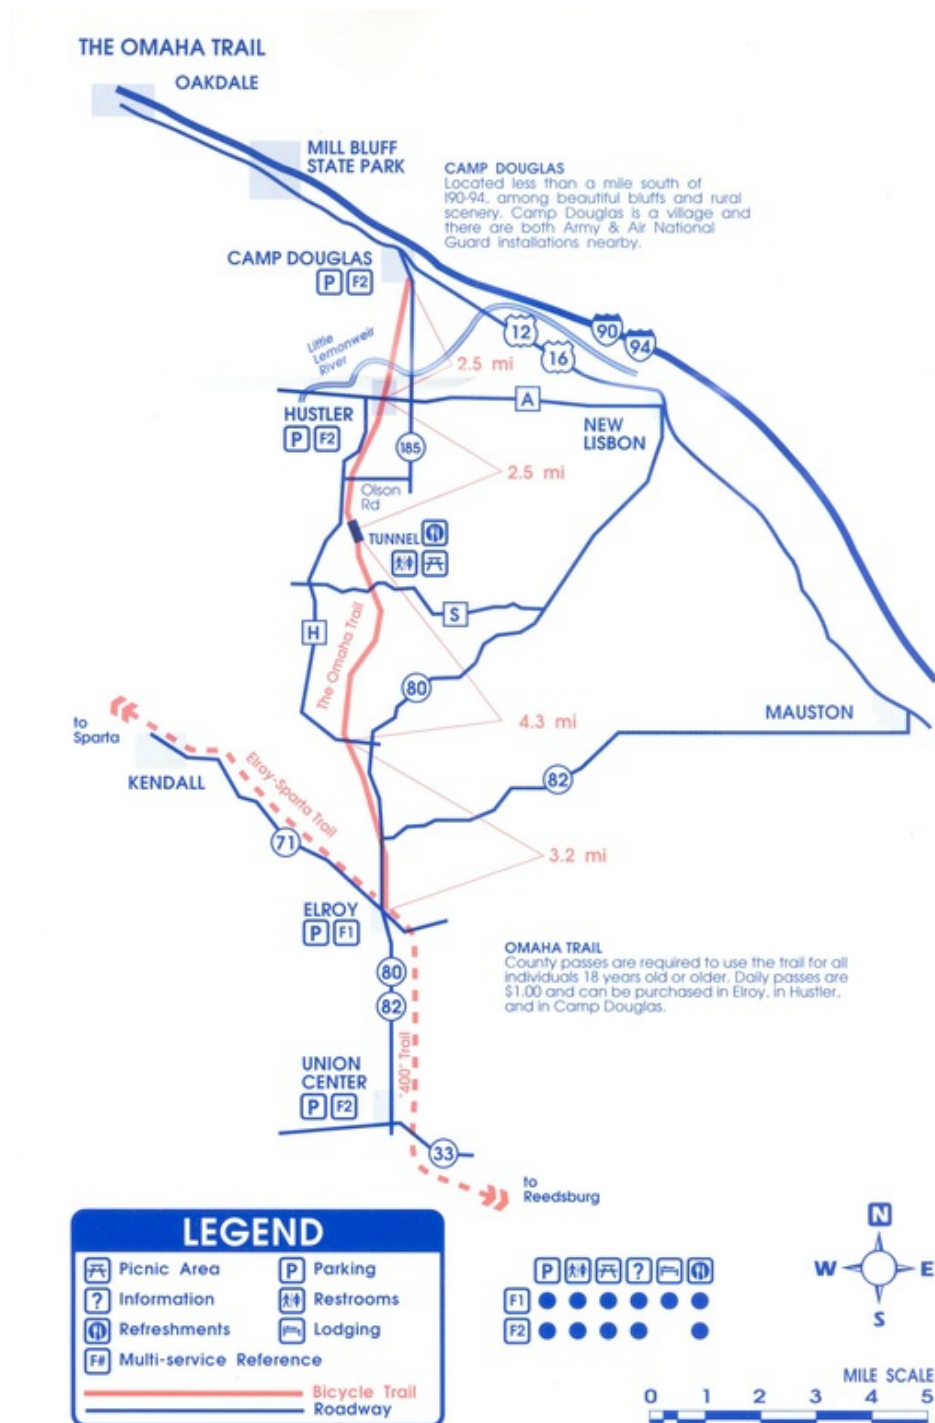 THE OMAHA TRAIL
OAKDALE
MILL BLUFF
STATE PARK
CAMP DOUGLAS
Located less than a mile south of
I90-94, among beautiful bluffs and rural
scenery. Camp Douglas is a village and
there are both Army & Air National
Guard installations nearby.
CAMP DOUGLAS
P F2
Little
Lemonweir
River
12
16
90
94
2.5 mi
HUSTLER
P F2
A
NEW
LISBON
185
2.5 mi
Olson
Rd
TUNNEL
S
H
The Omaha Trail
80
4.3 mi
MAUSTON
to
Sparta
KENDALL
Elroy-Sparta Trail
82
71
3.2 mi
ELROY
P F1
OMAHA TRAIL
County passes are required to use the trail for all
individuals 18 years old or older. Daily passes are
$1.00 and can be purchased in Elroy, in Hustler,
and in Camp Douglas.
80
82
"400" Trail
UNION
CENTER
P F2
33
to
Reedsburg
LEGEND
Picnic Area
P Parking
? Information
Restrooms
Refreshments
Lodging
F# Multi-service Reference
Bicycle Trail
Roadway
P ?
F1
F2
N
W E
S
MILE SCALE
0 1 2 3 4 5